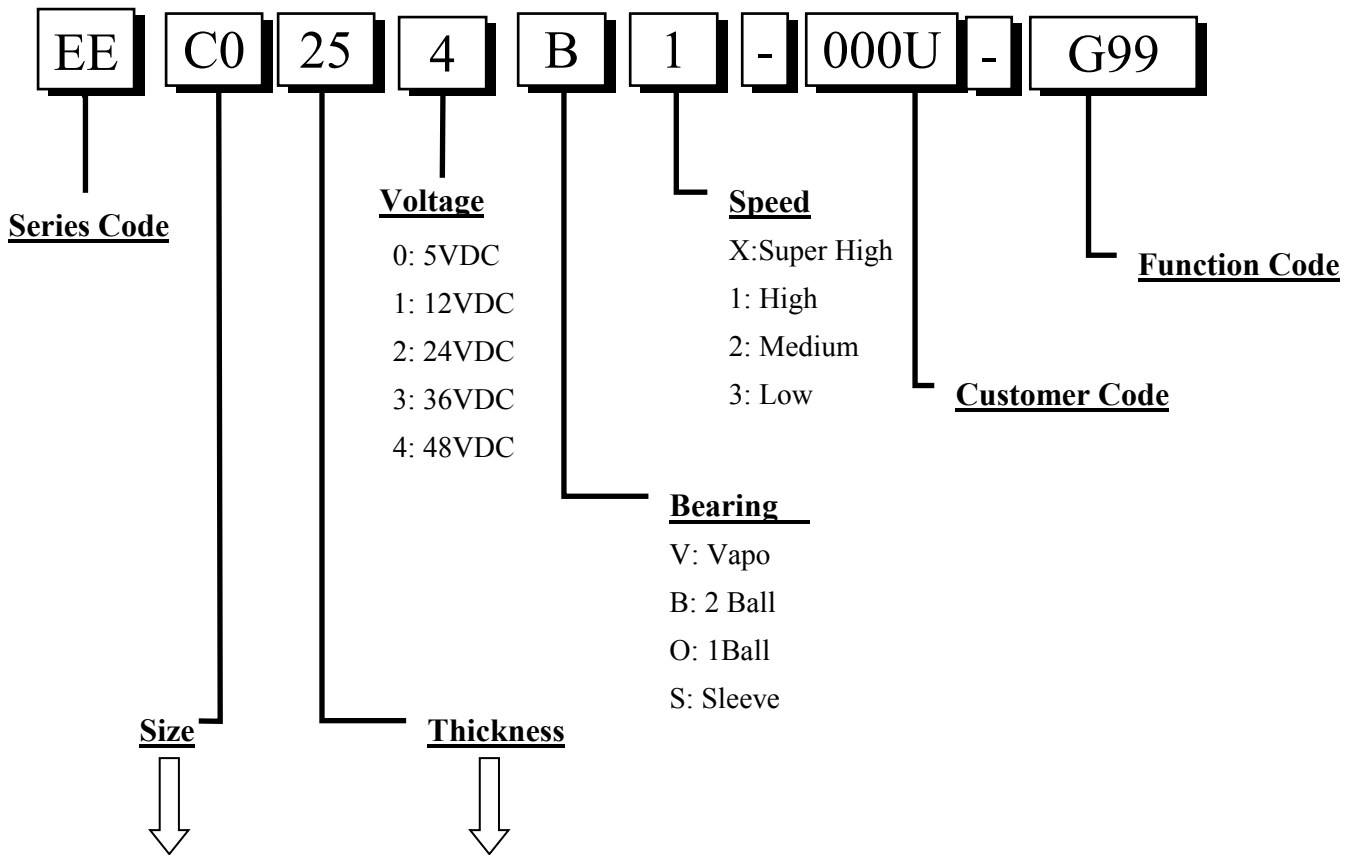 EE C0 25 4 B 1 - 000U - G99
Series Code
Voltage
0: 5VDC
1: 12VDC
2: 24VDC
3: 36VDC
4: 48VDC
Speed
X:Super High
1: High
2: Medium
3: Low
Function Code
Customer Code
Bearing
V: Vapo
B: 2 Ball
O: 1Ball
S: Sleeve
Size
Thickness